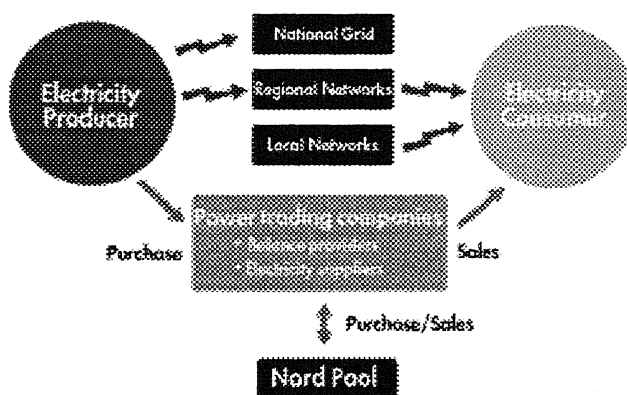 National Grid
Electricity
Producer
Regional Networks
Electricity
Consumer
Local Networks
Power trading companies
* Balance providers
* Electricity suppliers
Purchase
Sales
Purchase/Sales
Nord Pool